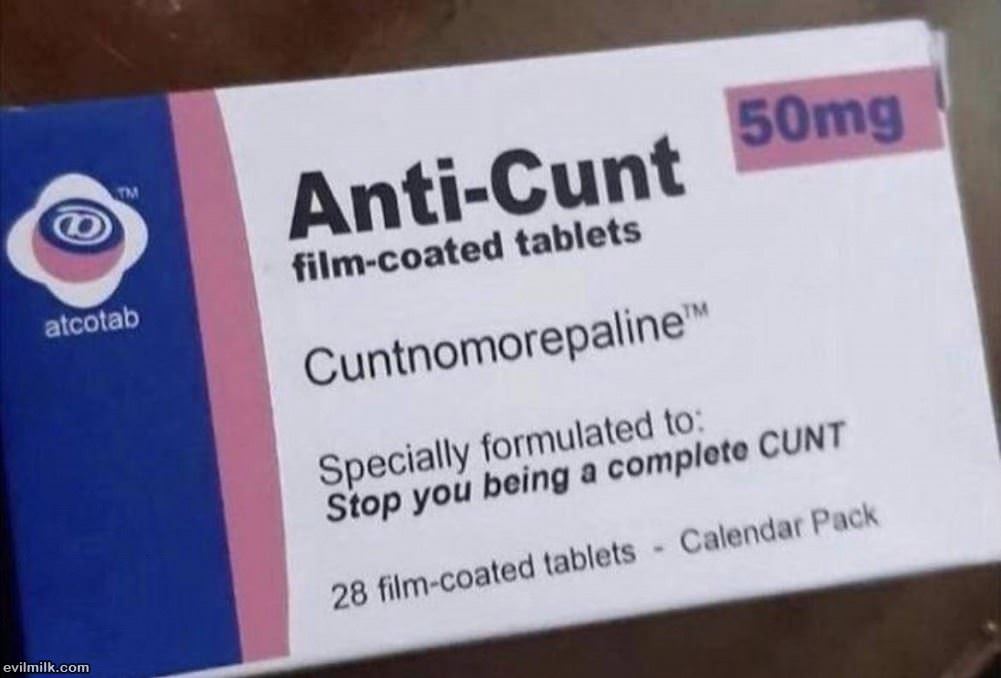 50mg
Anti-Cunt
film-coated tablets
TM
atcotab
Cuntnomorepaline™
Specially formulated to:
Stop you being a complete CUNT
28 film-coated tablets - Calendar Pack
evilmilk.com